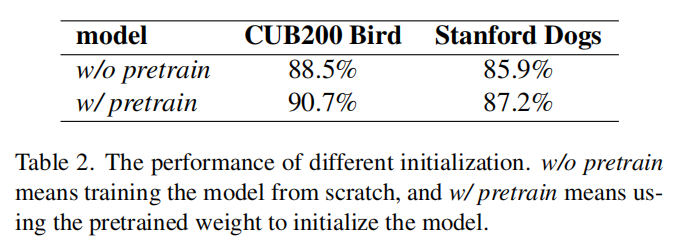 model CUB200 Bird Stanford Dogs
w/o pretrain 88.5% 85.9%
w/ pretrain 90.7% 87.2%
Table 2. The performance of different initialization. w/o pretrain
means training the model from scratch, and w/ pretrain means us-
ing the pretrained weight to initialize the model.